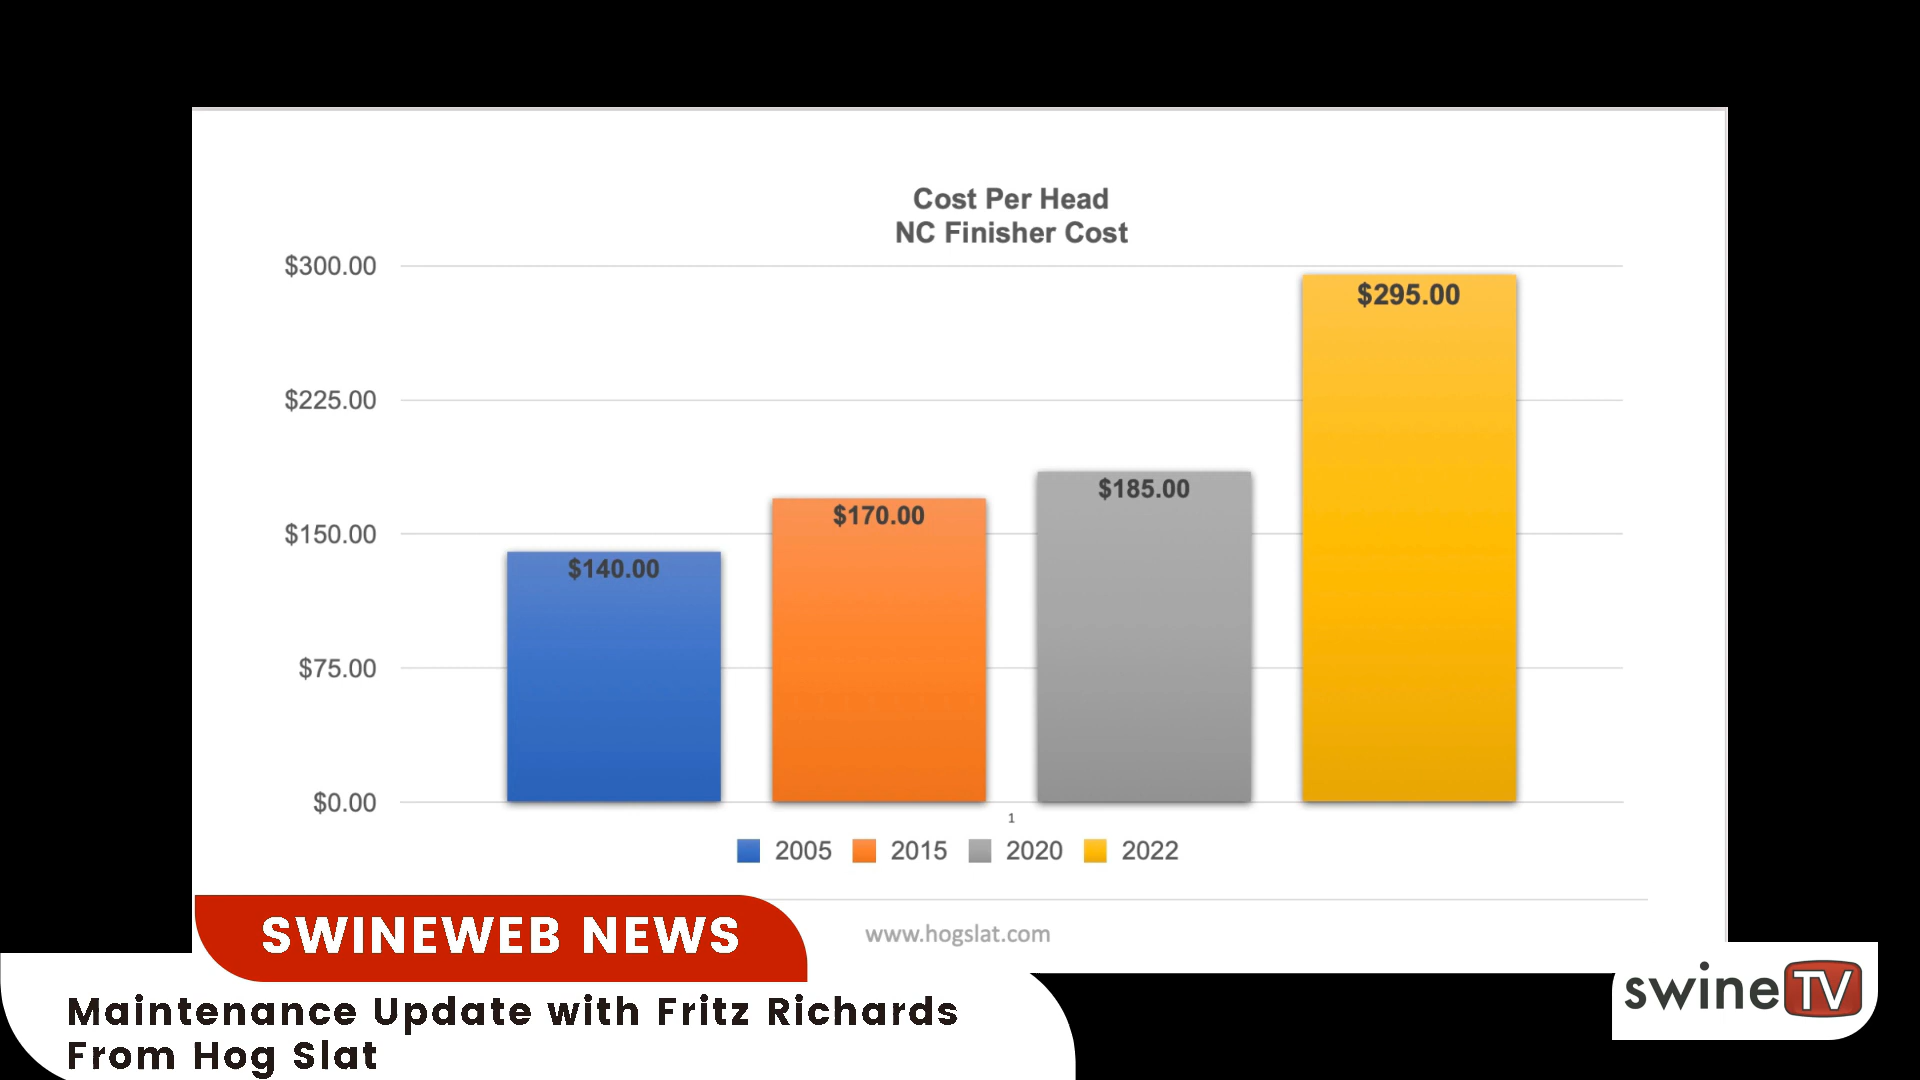 Cost Per Head
NC Finisher Cost
$300.00
$225.00
$150.00
$75.00
$0.00
$140.00
$170.00
$185.00
$295.00
1
2005 2015 2020 2022
www.hogslat.com
SWINEWEB NEWS
Maintenance Update with Fritz Richards
From Hog Slat
swine TV